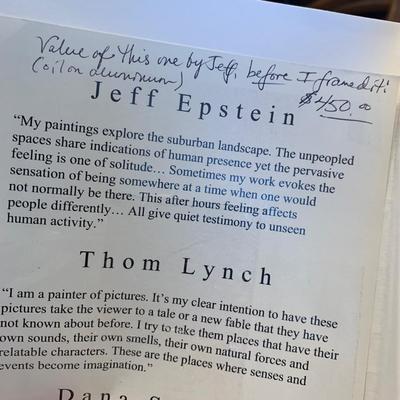 Value of this one by Jeff, before I framed it:
(oil on aluminum) $450.00
Jeff Epstein
“My paintings explore the suburban landscape. The unpeopled
spaces share indications of human presence yet the pervasive
feeling is one of solitude… Sometimes my work evokes the
sensation of being somewhere at a time when one would
not normally be there. This after hours feeling affects
people differently… All give quiet testimony to unseen
human activity.”
Thom Lynch
“I am a painter of pictures. It’s my clear intention to have these
pictures take the viewer to a tale or a new fable that they have
not known about before. I try to take them places that have their
own sounds, their own smells, their own natural forces and
relatable characters. These are the places where senses and
events become imagination.”
Dana